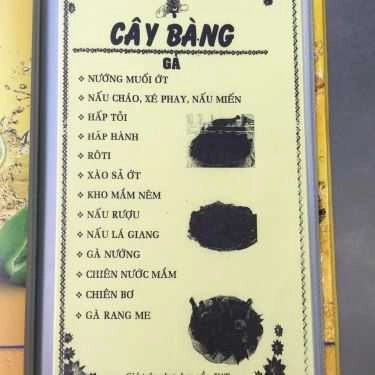 CÂY BÀNG
GÀ
NƯỚNG MUỐI ỚT
NẤU CHÁO, XÉ PHAY, NẤU MIẾN
HẤP TỎI
HẤP HÀNH
RÔTI
XÀO SẢ ỚT
KHO MẮM NÊM
NẤU RƯỢU
NẤU LÁ GIANG
GÀ NƯỚNG
CHIÊN NƯỚC MẮM
CHIÊN BƠ
GÀ RANG ME